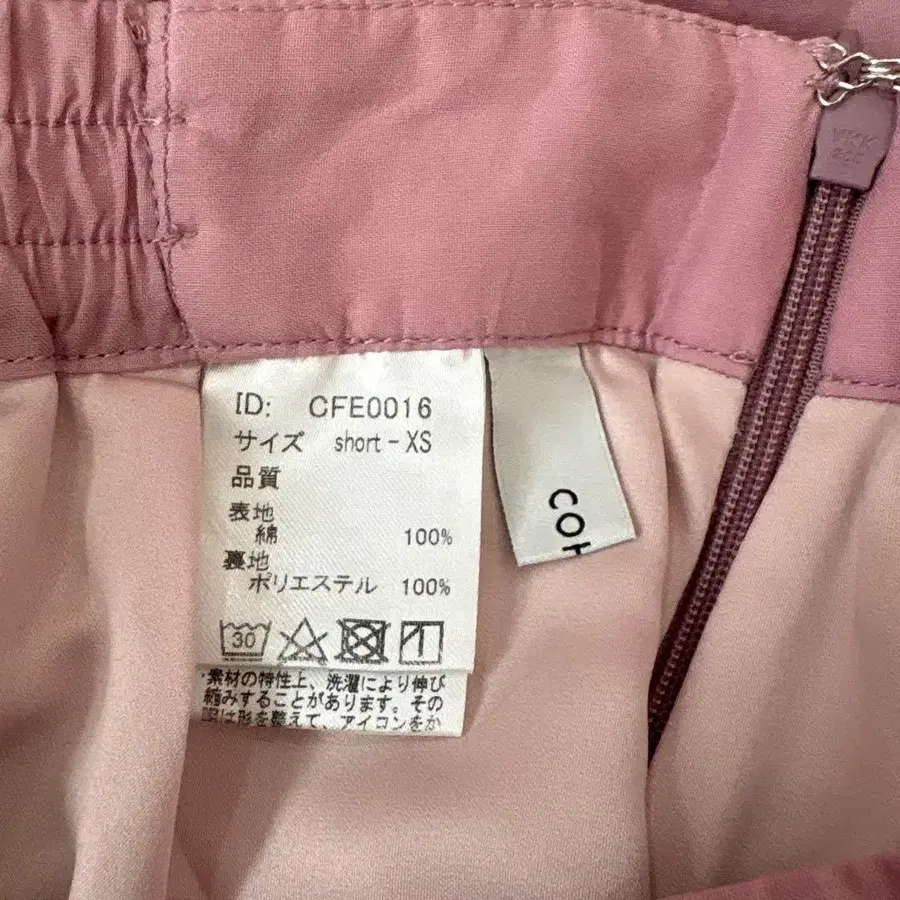 ID: CFE0016
サイズ short-XS
品質
表地
綿 100%
裏地
ポリエステル 100%
30
・素材の特性上、洗濯により伸び
縮みすることがあります。その
際は形を整えて、アイロンをか
COH
YKK